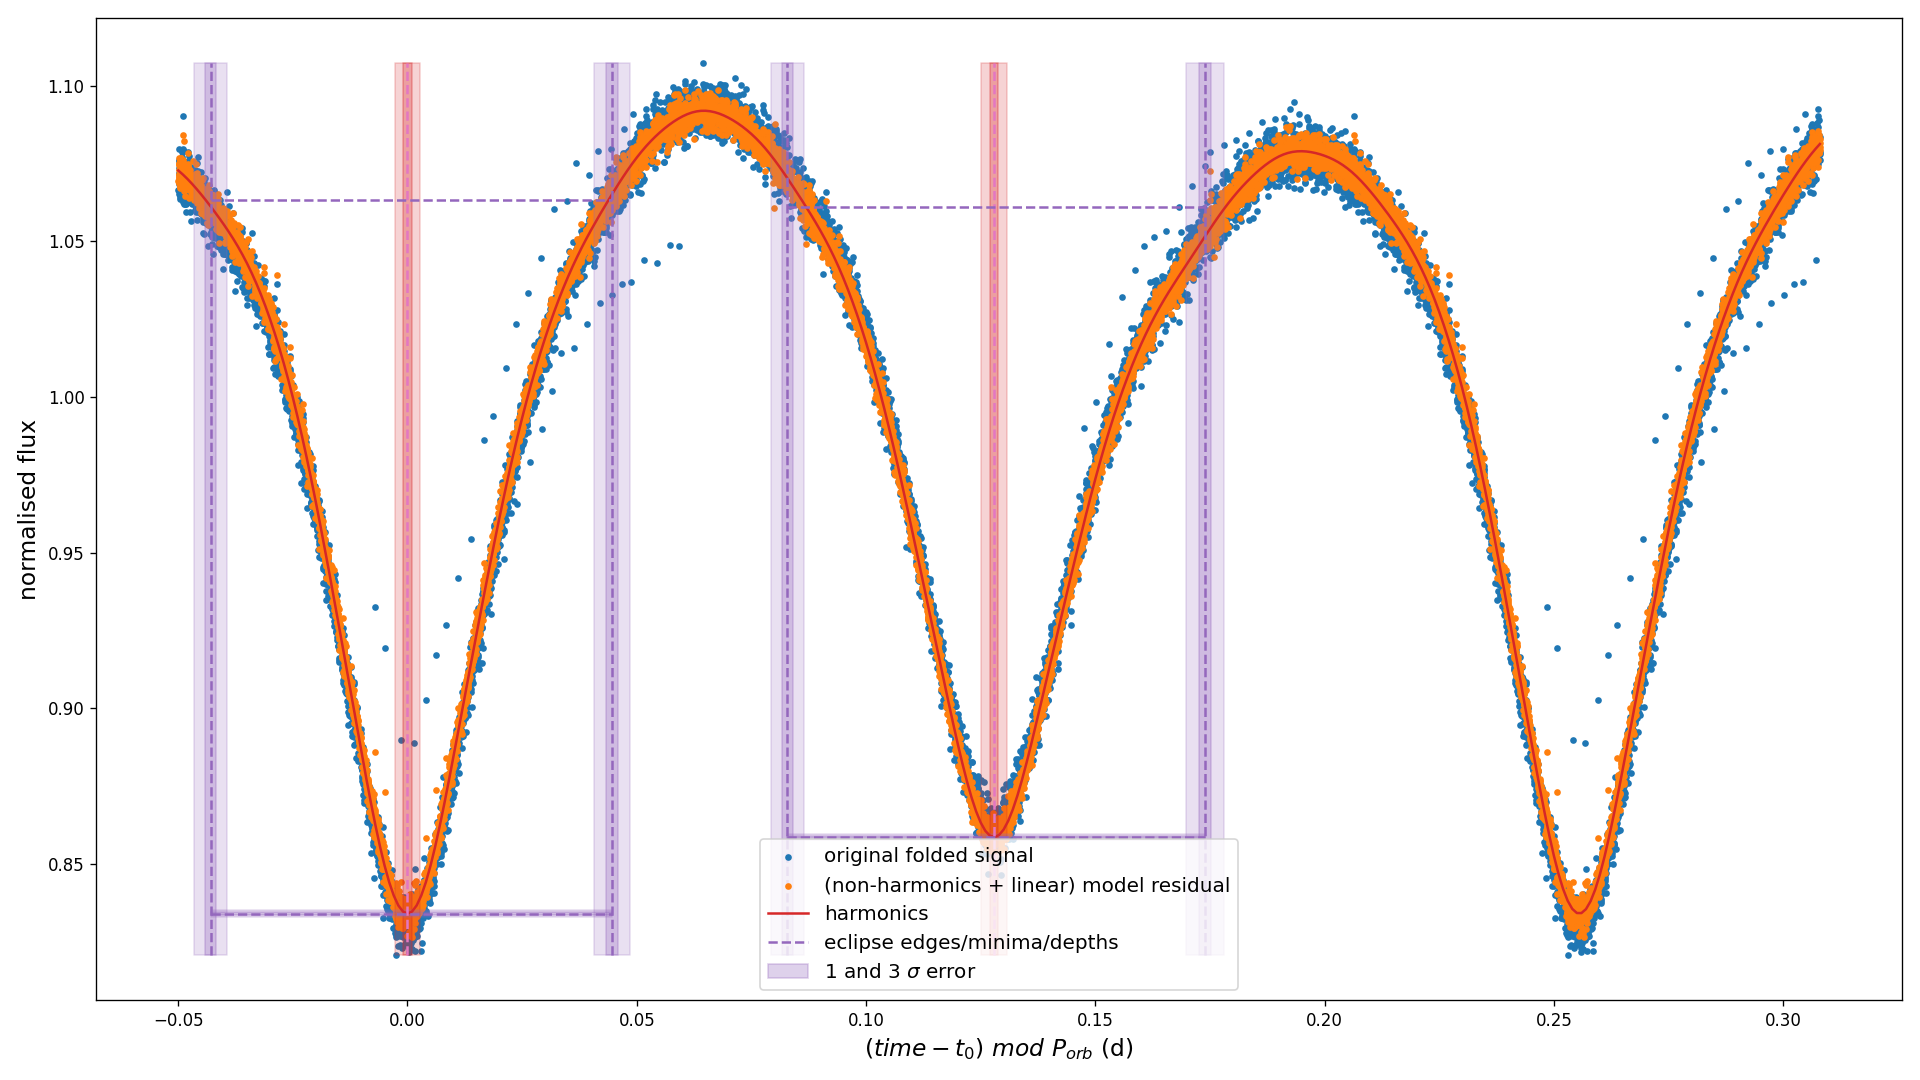 normalised flux
1.10
1.05
1.00
0.95
0.90
0.85
original folded signal
(non-harmonics + linear) model residual
harmonics
eclipse edges/minima/depths
1 and 3 σ error
−0.05
0.00
0.05
0.10
0.15
0.20
0.25
0.30
(time − t₀) mod Pₒᵣb (d)